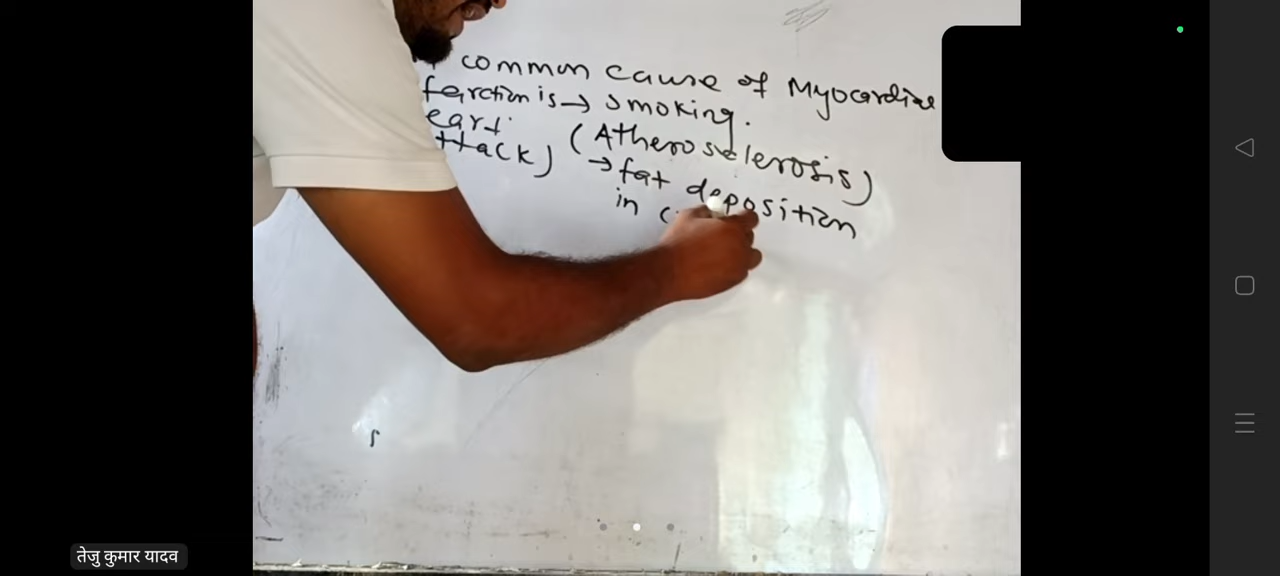 common cause of Myocardial
farction is → smoking.
eart
ttack) (Atherosclerosis)
→ fat deposition
in
तेजु कुमार यादव